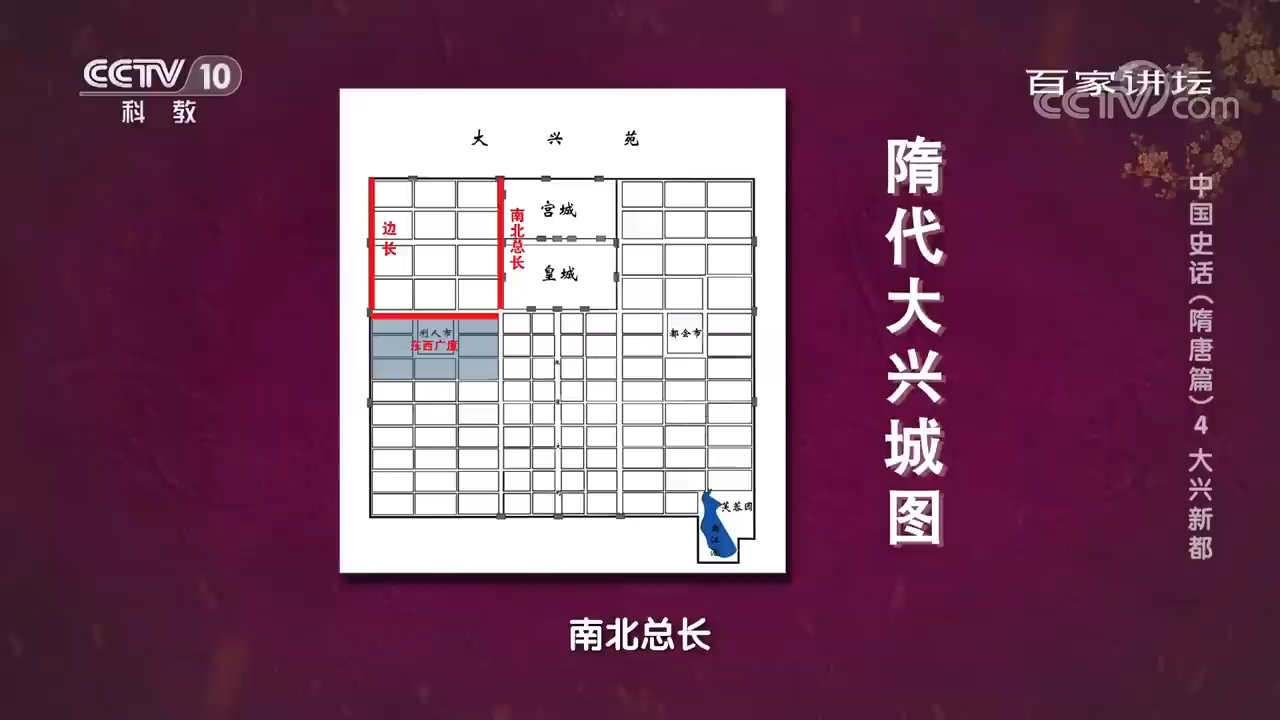 CCTV 10
科教
百家讲坛
CCTV.com
大兴苑
宫城
皇城
边长
南北总长
利人市
东西广度
都会市
芙蓉园
曲江池
隋代大兴城图
中国史话（隋唐篇）4 大兴新都
南北总长